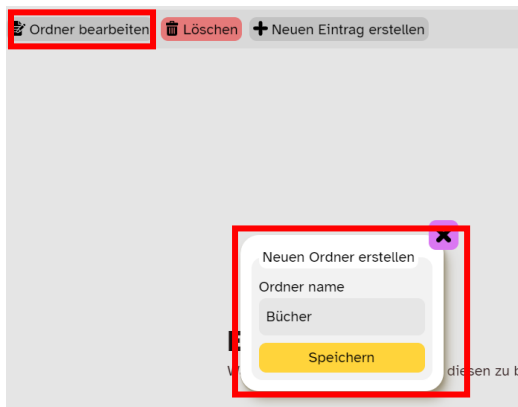 Ordner bearbeiten Löschen Neuen Eintrag erstellen
Neuen Ordner erstellen
Ordner name
Bücher
Speichern
diesen zu